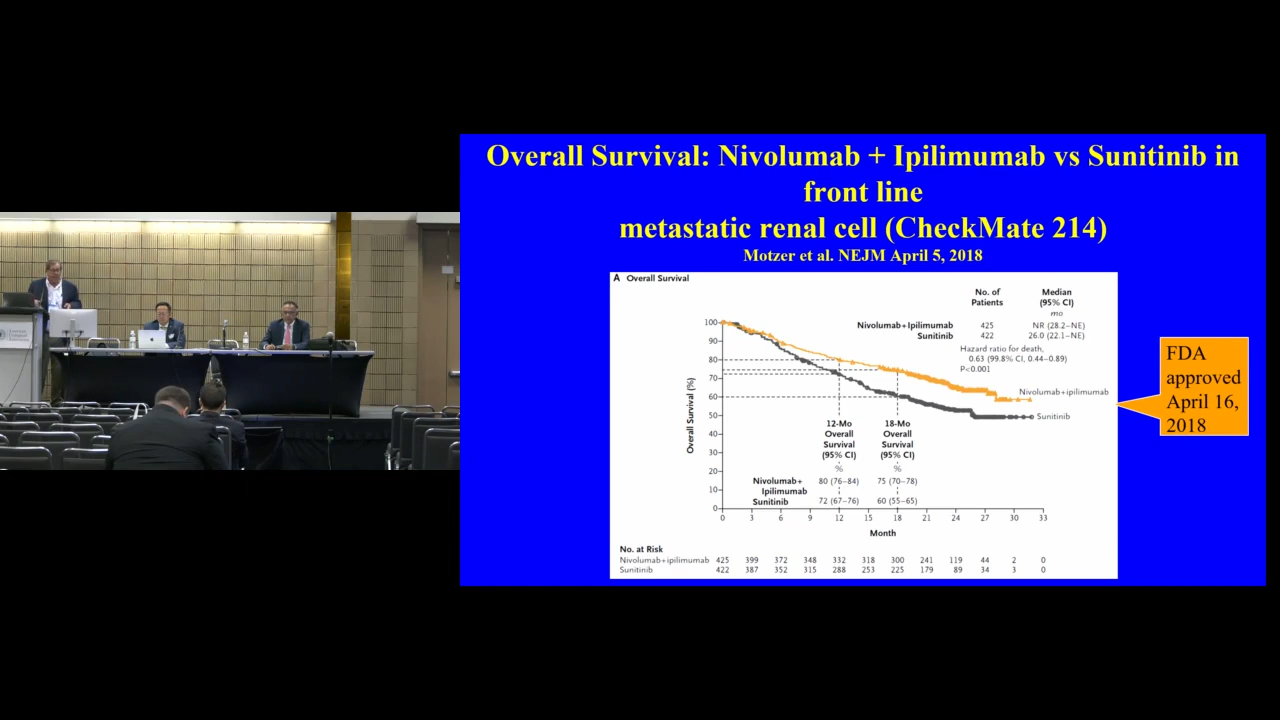 Overall Survival: Nivolumab + Ipilimumab vs Sunitinib in
front line
metastatic renal cell (CheckMate 214)
Motzer et al. NEJM April 5, 2018
A Overall Survival
No. of Patients
Median (95% CI)
mo
Nivolumab+Ipilimumab 425 NR (28.2–NE)
Sunitinib 422 26.0 (22.1–NE)
Hazard ratio for death,
0.63 (99.8% CI, 0.44–0.89)
P<0.001
Overall Survival (%)
100
90
80
70
60
50
40
30
20
10
0
Nivolumab+ipilimumab
Sunitinib
12-Mo Overall Survival (95% CI)
18-Mo Overall Survival (95% CI)
% %
Nivolumab+ Ipilimumab 80 (76–84) 75 (70–78)
Sunitinib 72 (67–76) 60 (55–65)
0 3 6 9 12 15 18 21 24 27 30 33
Month
No. at Risk
Nivolumab+ipilimumab 425 399 372 348 332 318 300 241 119 44 2 0
Sunitinib 422 387 352 315 288 253 225 179 89 34 3 0
FDA
approved
April 16,
2018